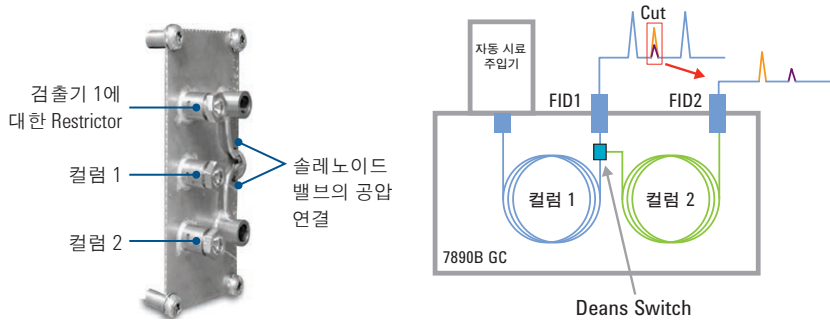 검출기 1에
대한 Restrictor
컬럼 1
컬럼 2
솔레노이드
밸브의 공압
연결
자동 시료
주입기
Cut
FID1
FID2
컬럼 1
컬럼 2
7890B GC
Deans Switch